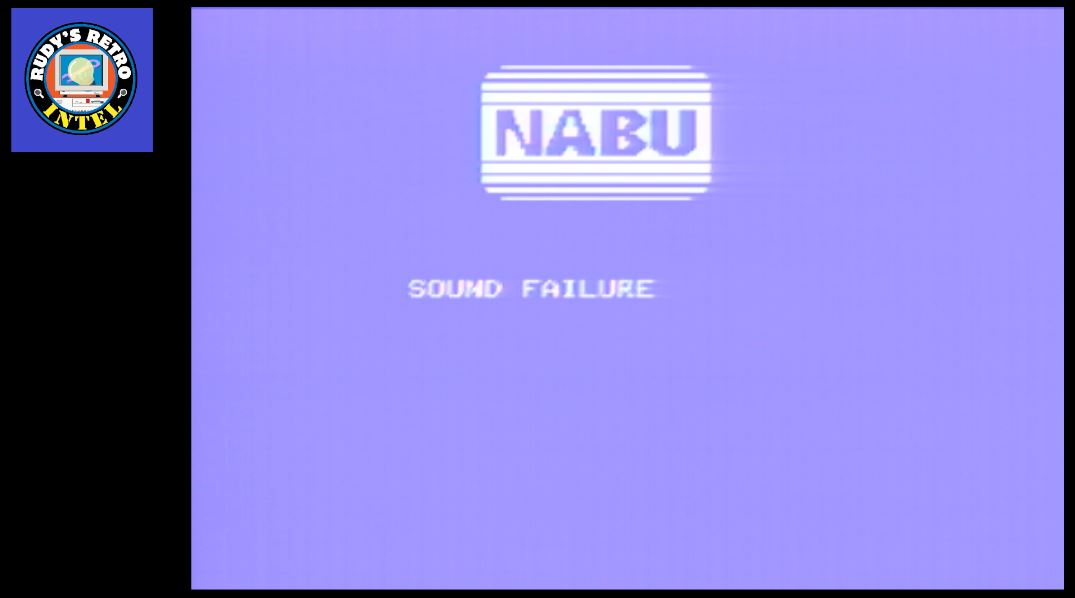 RUDY'S RETRO
INTEL
NABU
SOUND FAILURE